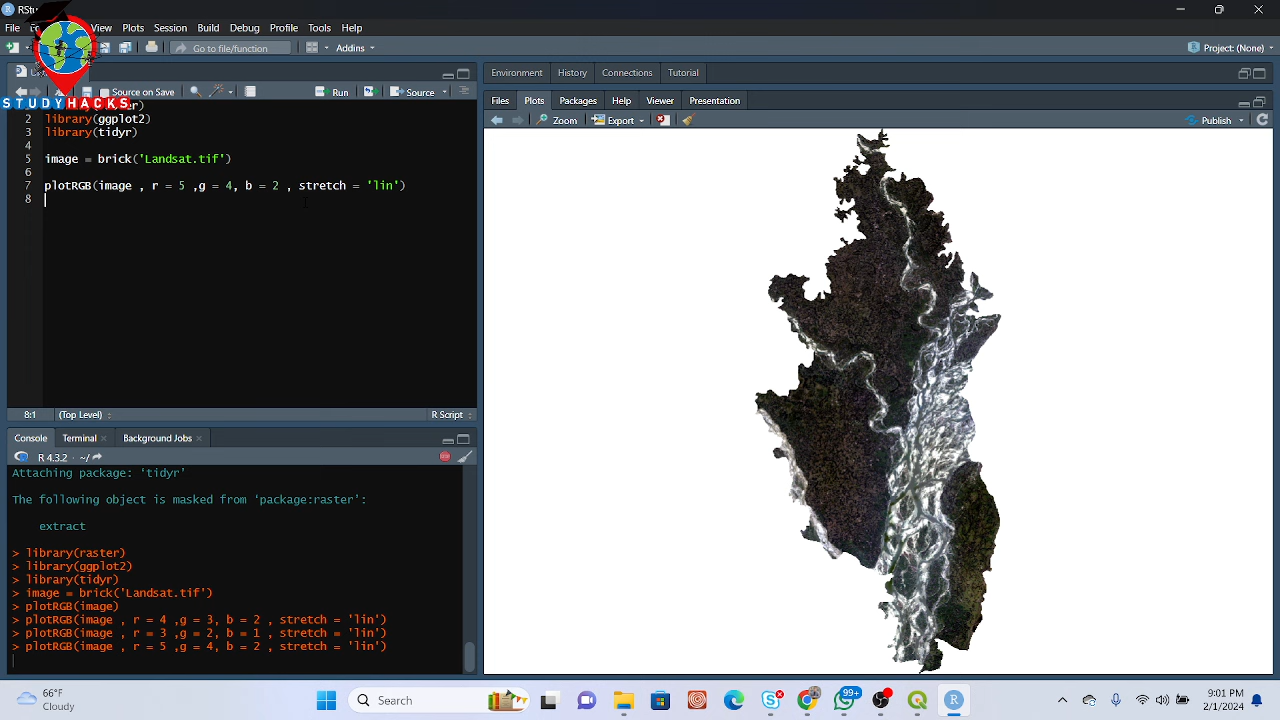 RStu
File
View Plots Session Build Debug Profile Tools Help
Go to file/function
Addins
Project: (None)
STUDYHACKS
Source on Save
Run
Source
2 library(ggplot2)
3 library(tidyr)
4
5 image = brick('Landsat.tif')
6
7 plotRGB(image , r = 5 ,g = 4, b = 2 , stretch = 'lin')
8
8:1 (Top Level) R Script
Console Terminal Background Jobs
R 4.3.2 · ~/
Attaching package: 'tidyr'
The following object is masked from 'package:raster':
extract
> library(raster)
> library(ggplot2)
> library(tidyr)
> image = brick('Landsat.tif')
> plotRGB(image)
> plotRGB(image , r = 4 ,g = 3, b = 2 , stretch = 'lin')
> plotRGB(image , r = 3 ,g = 2, b = 1 , stretch = 'lin')
> plotRGB(image , r = 5 ,g = 4, b = 2 , stretch = 'lin')
Environment History Connections Tutorial
Files Plots Packages Help Viewer Presentation
Zoom Export Publish
66°F
Cloudy
Search
99+
9:01 PM
2/1/2024